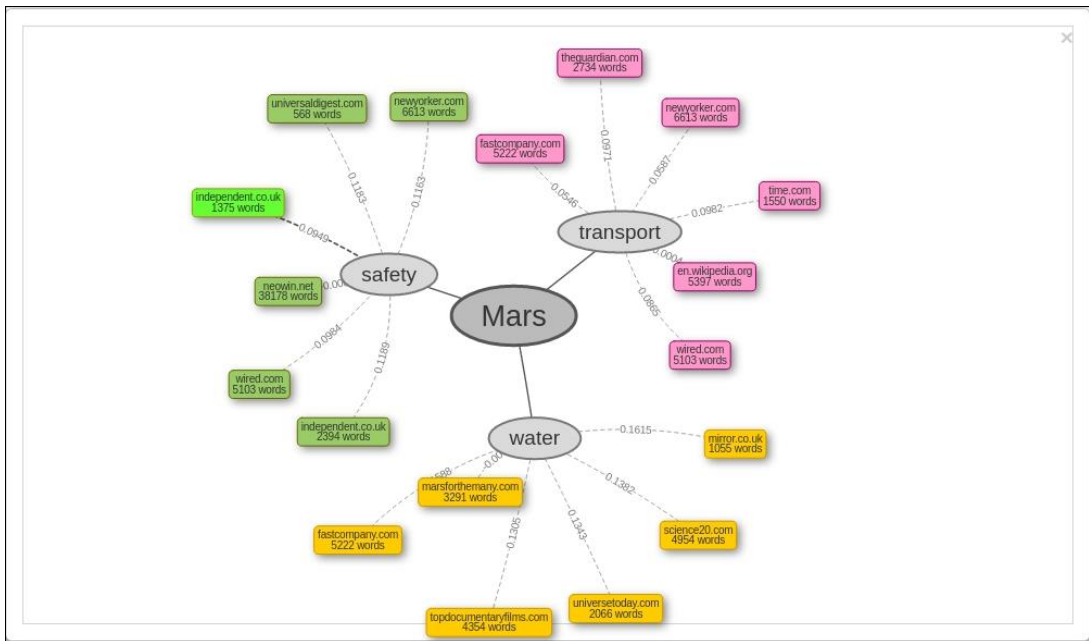 ×
theguardian.com
2734 words
universaldigest.com
568 words
newyorker.com
6613 words
newyorker.com
6613 words
fastcompany.com
5222 words
0.0971
0.0587
0.1183
0.1163
0.0546
time.com
1550 words
independent.co.uk
1375 words
0.0982
0.0949
transport
safety
0.0004
en.wikipedia.org
5397 words
neowin.net
38178 words
Mars
0.0865
0.0984
0.1189
wired.com
5103 words
wired.com
5103 words
independent.co.uk
2394 words
water
0.1615
mirror.co.uk
1055 words
marsforthemany.com
3291 words
0.1382
0.1305
0.1343
fastcompany.com
5222 words
science20.com
4954 words
universetoday.com
2066 words
topdocumentaryfilms.com
4354 words